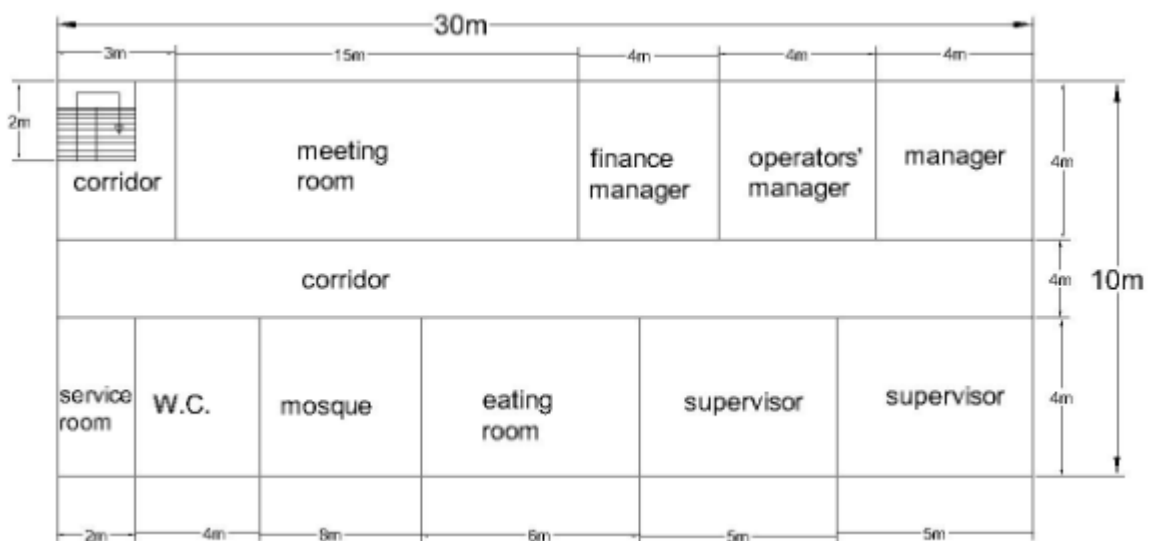 30m
3m
15m
4m
4m
4m
2m
meeting
room
finance
manager
operators'
manager
manager
4m
corridor
corridor
4m
10m
service
room
W.C.
mosque
eating
room
supervisor
supervisor
4m
2m
4m
8m
6m
5m
5m